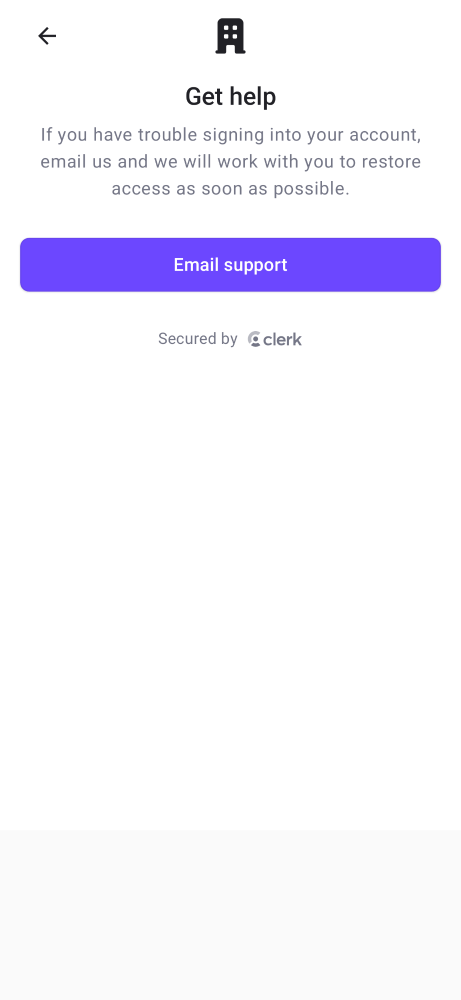 Get help
If you have trouble signing into your account,
email us and we will work with you to restore
access as soon as possible.
Email support
Secured by clerk